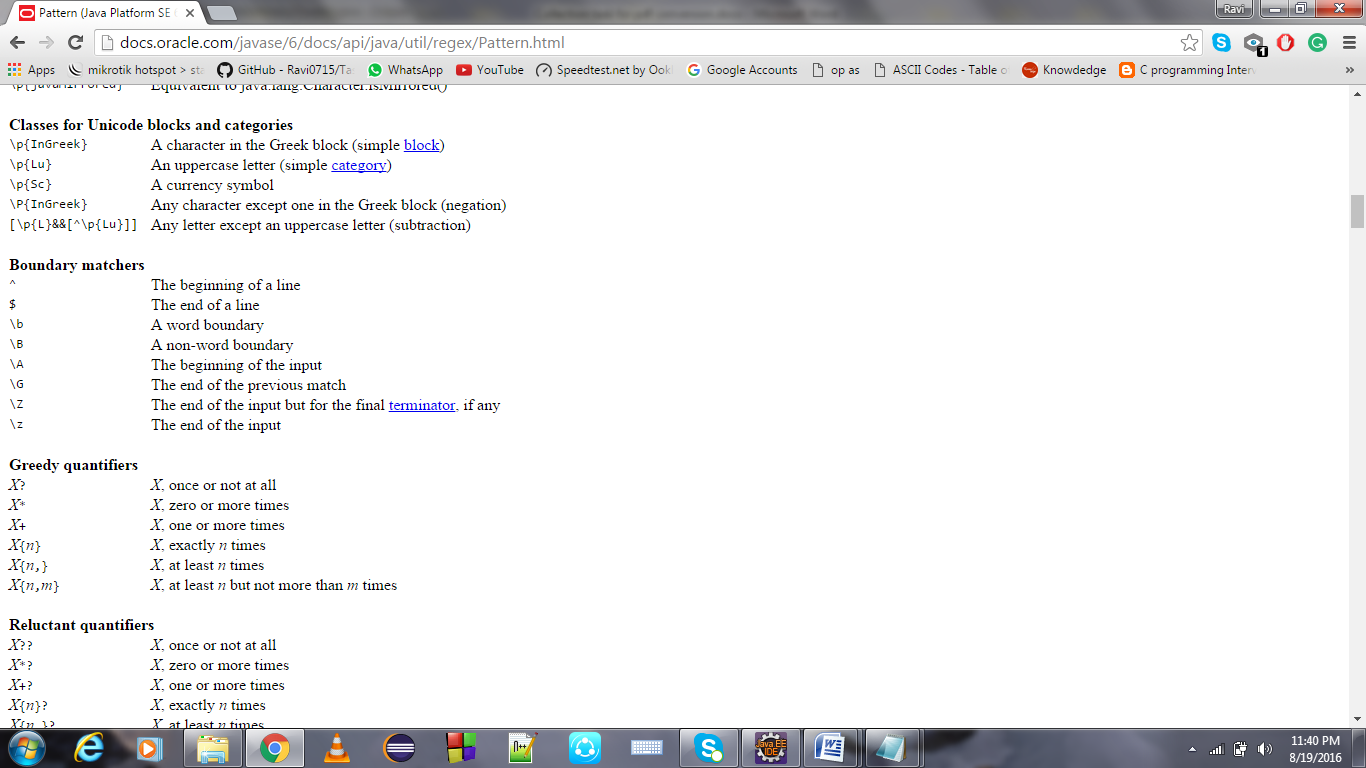 Pattern (Java Platform SE
Ravi
docs.oracle.com/javase/6/docs/api/java/util/regex/Pattern.html
1
Apps mikrotik hotspot > sta GitHub - Ravi0715/Ta WhatsApp YouTube Speedtest.net by Ook Google Accounts op as ASCII Codes - Table o Knowdedge C programming Inter »
\p{javaMirrored} Equivalent to java.lang.Character.isMirrored()
Classes for Unicode blocks and categories
\p{InGreek} A character in the Greek block (simple block)
\p{Lu} An uppercase letter (simple category)
\p{Sc} A currency symbol
\P{InGreek} Any character except one in the Greek block (negation)
[\p{L}&&[^\p{Lu}]] Any letter except an uppercase letter (subtraction)
Boundary matchers
^ The beginning of a line
$ The end of a line
\b A word boundary
\B A non-word boundary
\A The beginning of the input
\G The end of the previous match
\Z The end of the input but for the final terminator, if any
\z The end of the input
Greedy quantifiers
X? X, once or not at all
X* X, zero or more times
X+ X, one or more times
X{n} X, exactly n times
X{n,} X, at least n times
X{n,m} X, at least n but not more than m times
Reluctant quantifiers
X?? X, once or not at all
X*? X, zero or more times
X+? X, one or more times
X{n}? X, exactly n times
X{n,}? X, at least n times
Java EE
IDE
11:40 PM
8/19/2016